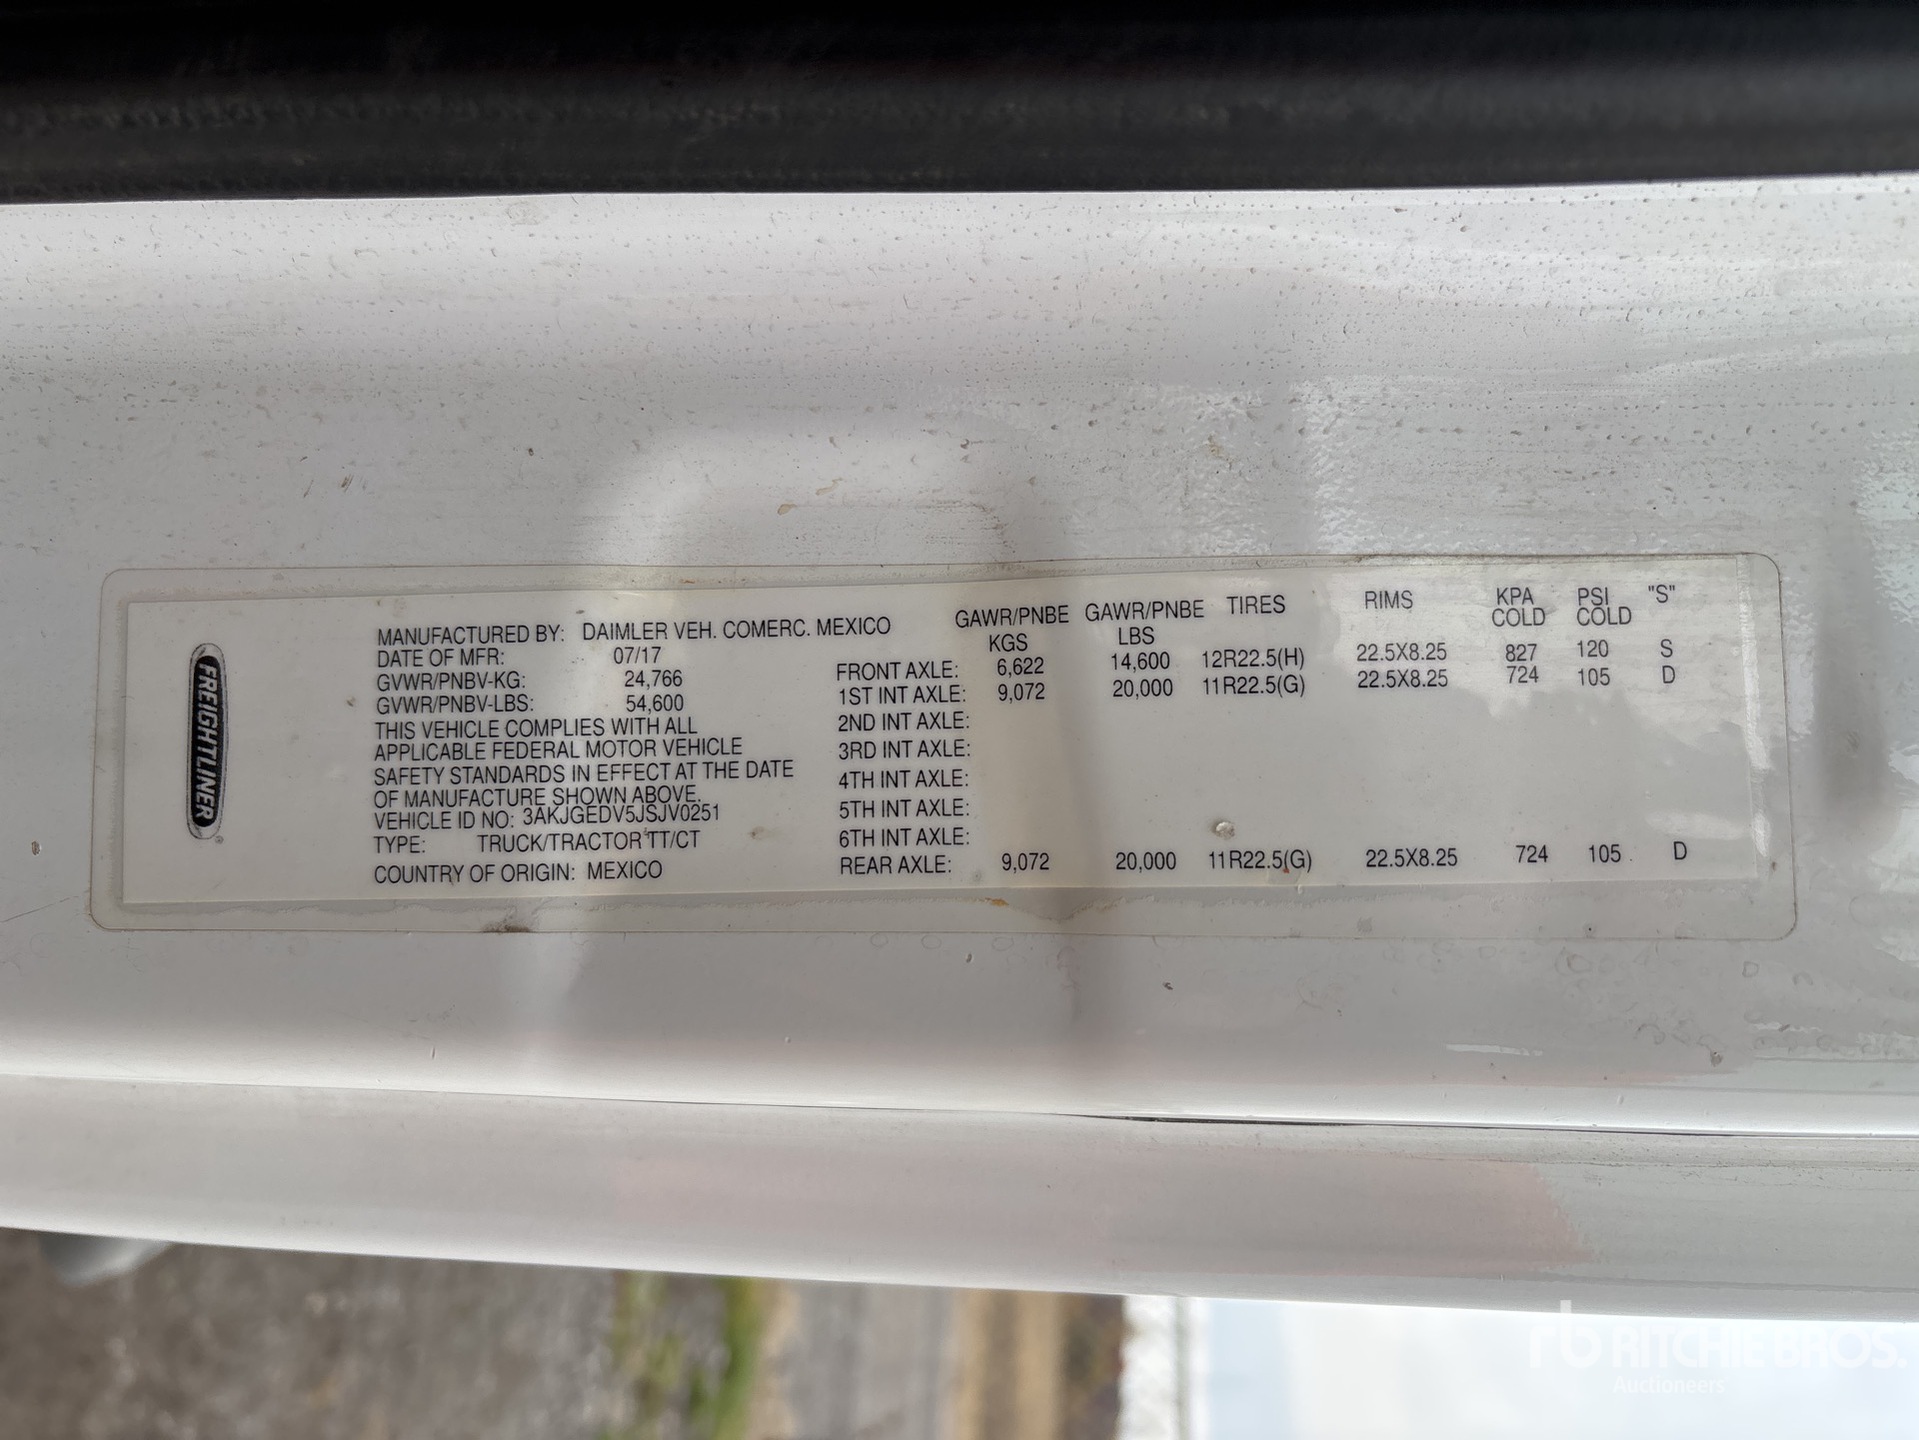 FREIGHTLINER
MANUFACTURED BY: DAIMLER VEH. COMERC. MEXICO
DATE OF MFR: 07/17
GVWR/PNBV-KG: 24,766
GVWR/PNBV-LBS: 54,600
THIS VEHICLE COMPLIES WITH ALL
APPLICABLE FEDERAL MOTOR VEHICLE
SAFETY STANDARDS IN EFFECT AT THE DATE
OF MANUFACTURE SHOWN ABOVE.
VEHICLE ID NO: 3AKJGEDV5JSJV0251
TYPE: TRUCK/TRACTOR TT/CT
COUNTRY OF ORIGIN: MEXICO
GAWR/PNBE GAWR/PNBE TIRES RIMS KPA PSI "S"
KGS LBS COLD COLD
FRONT AXLE: 6,622 14,600 12R22.5(H) 22.5X8.25 827 120 S
1ST INT AXLE: 9,072 20,000 11R22.5(G) 22.5X8.25 724 105 D
2ND INT AXLE:
3RD INT AXLE:
4TH INT AXLE:
5TH INT AXLE:
6TH INT AXLE:
REAR AXLE: 9,072 20,000 11R22.5(G) 22.5X8.25 724 105 D
rb RITCHIE BROS.
Auctioneers